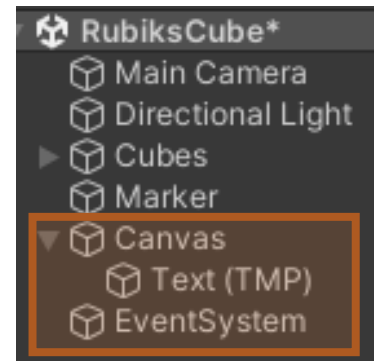 RubiksCube*
Main Camera
Directional Light
Cubes
Marker
Canvas
Text (TMP)
EventSystem